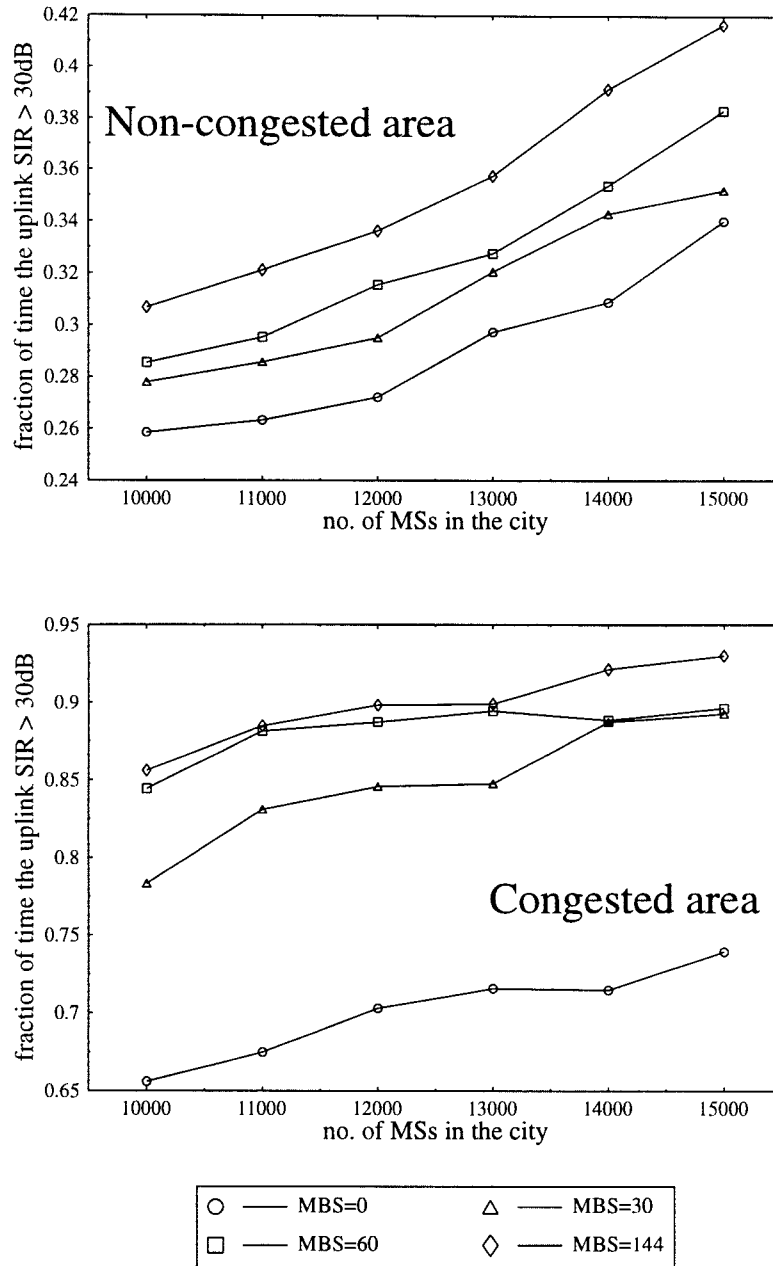 0.42
0.4
0.38
0.36
0.34
0.32
0.3
0.28
0.26
0.24
fraction of time the uplink SIR > 30dB
Non-congested area
10000 11000 12000 13000 14000 15000
no. of MSs in the city
0.95
0.9
0.85
0.8
0.75
0.7
0.65
fraction of time the uplink SIR > 30dB
Congested area
10000 11000 12000 13000 14000 15000
no. of MSs in the city
MBS=0 MBS=30
MBS=60 MBS=144